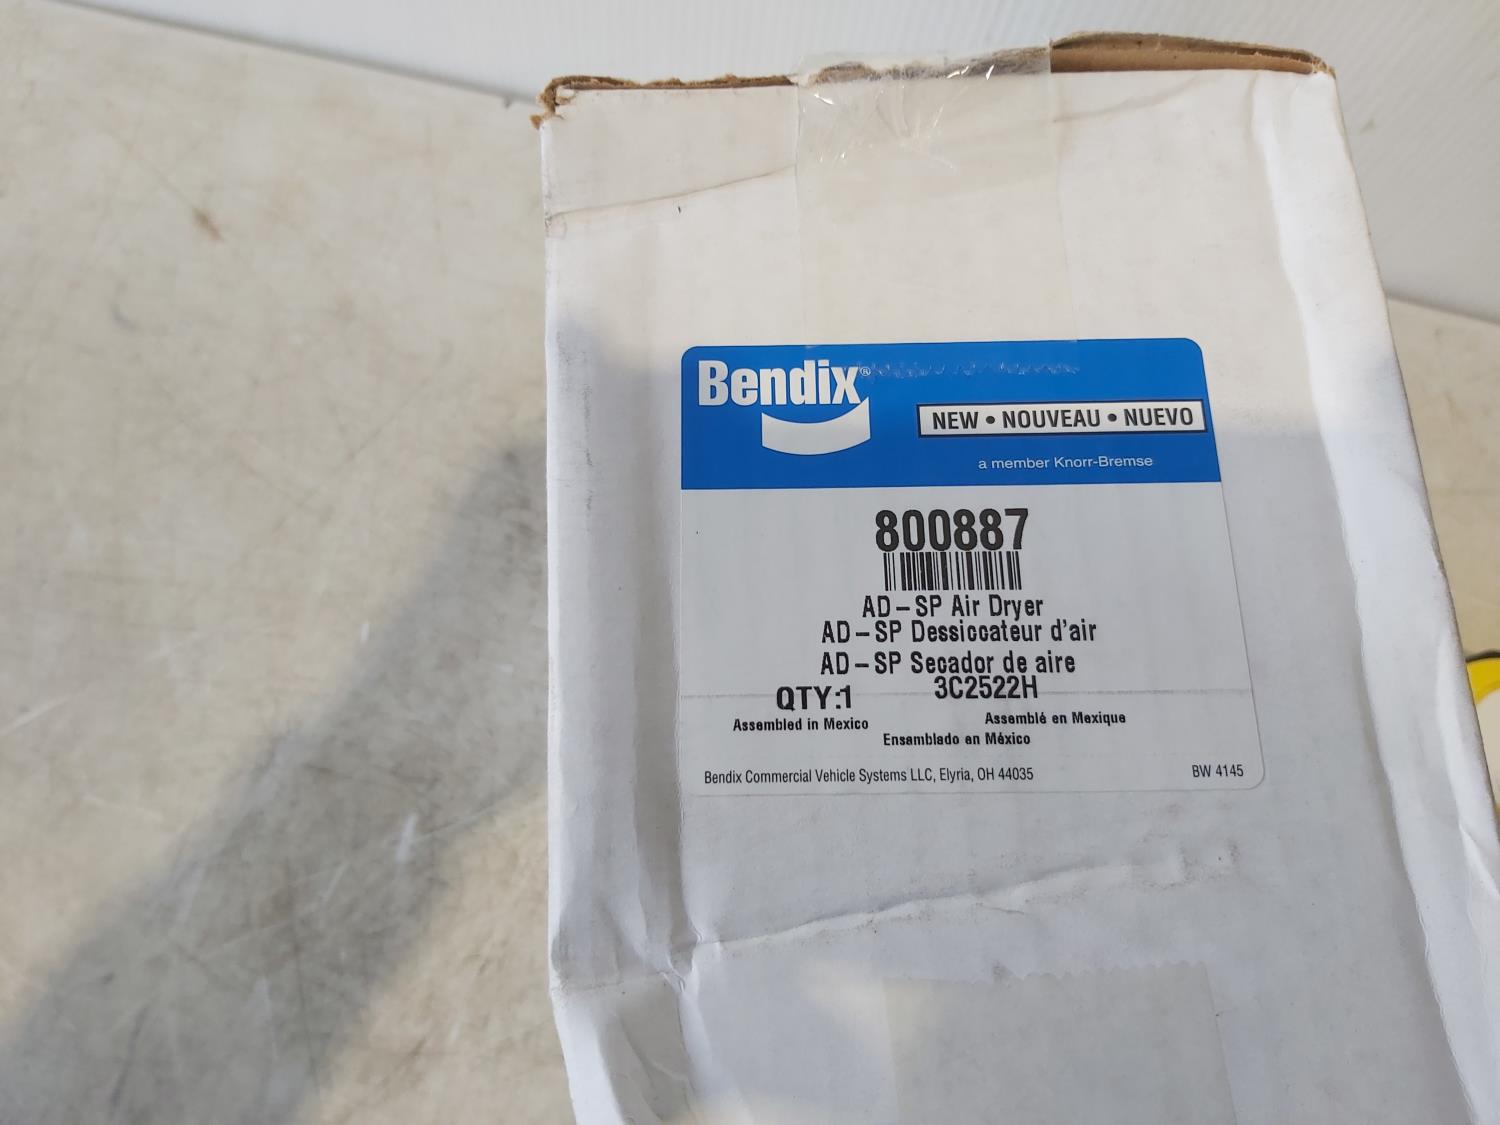 Bendix®
NEW • NOUVEAU • NUEVO
a member Knorr-Bremse
800887
AD-SP Air Dryer
AD-SP Dessiccateur d'air
AD-SP Secador de aire
QTY:1 3C2522H
Assembled in Mexico Assemblé en Mexique
Ensamblado en México
Bendix Commercial Vehicle Systems LLC, Elyria, OH 44035 BW 4145